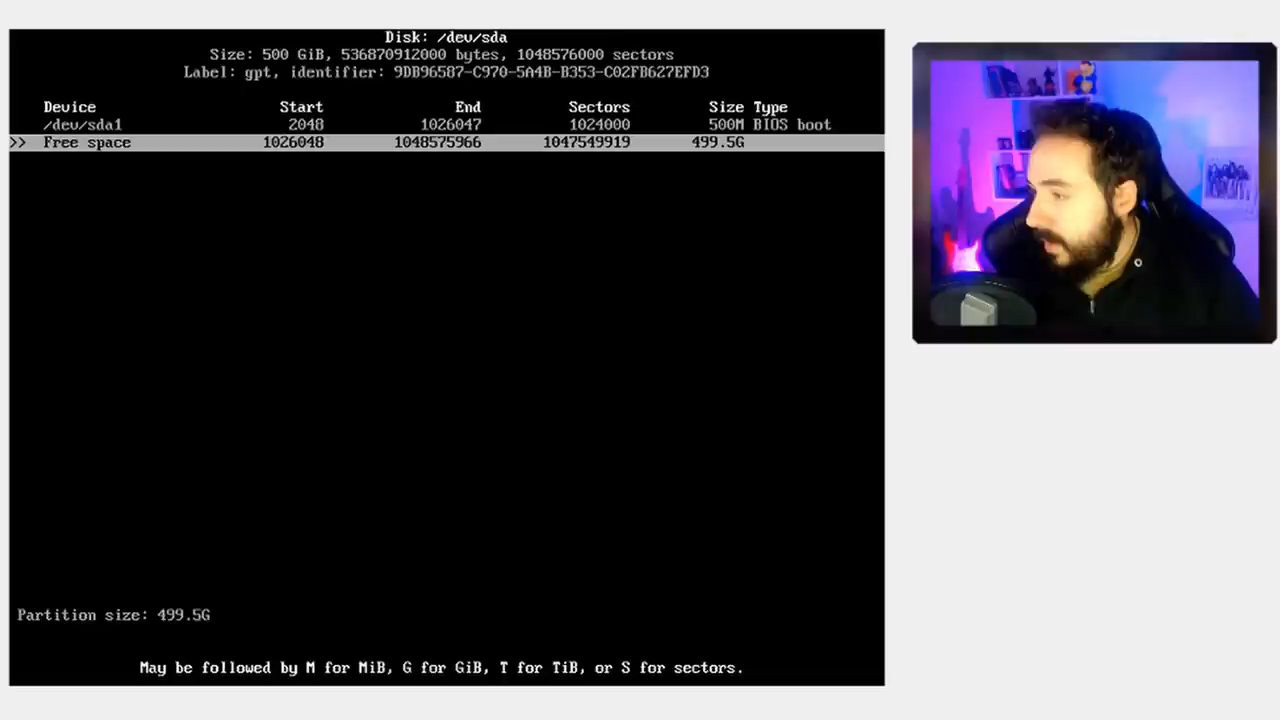 Disk: /dev/sda
Size: 500 GiB, 536870912000 bytes, 1048576000 sectors
Label: gpt, identifier: 9DB96587-C970-5A4B-B353-C02FB627EFD3
Device Start End Sectors Size Type
/dev/sda1 2048 1026047 1024000 500M BIOS boot
>> Free space 1026048 1048575966 1047549919 499.5G
Partition size: 499.5G
May be followed by M for MiB, G for GiB, T for TiB, or S for sectors.